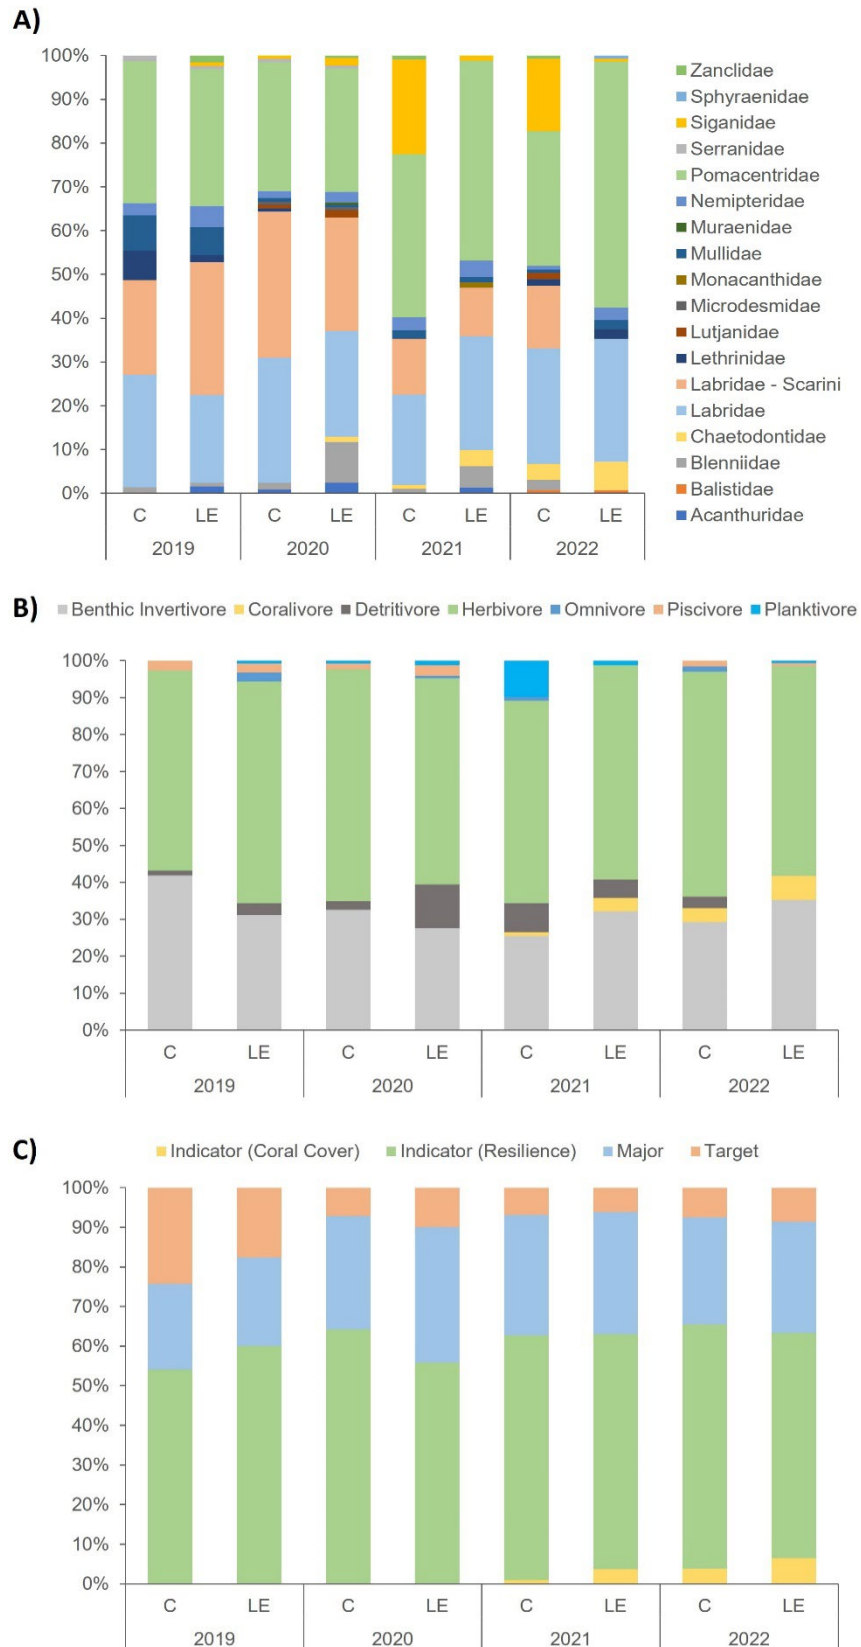 A)
100%
90%
80%
70%
60%
50%
40%
30%
20%
10%
0%
C LE C LE C LE C LE
2019 2020 2021 2022
Zanclidae
Sphyraenidae
Siganidae
Serranidae
Pomacentridae
Nemipteridae
Muraenidae
Mullidae
Monacanthidae
Microdesmidae
Lutjanidae
Lethrinidae
Labridae - Scarini
Labridae
Chaetodontidae
Blenniidae
Balistidae
Acanthuridae
B)
Benthic Invertivore Coralivore Detritivore Herbivore Omnivore Piscivore Planktivore
100%
90%
80%
70%
60%
50%
40%
30%
20%
10%
0%
C LE C LE C LE C LE
2019 2020 2021 2022
C)
Indicator (Coral Cover) Indicator (Resilience) Major Target
100%
90%
80%
70%
60%
50%
40%
30%
20%
10%
0%
C LE C LE C LE C LE
2019 2020 2021 2022